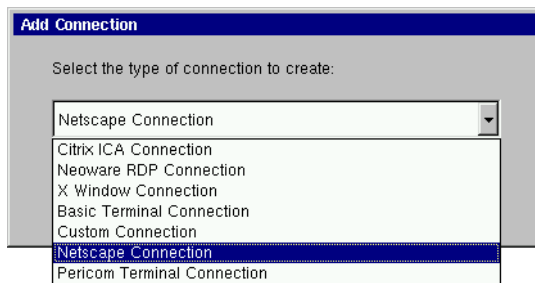 Add Connection
Select the type of connection to create:
Netscape Connection
Citrix ICA Connection
Neoware RDP Connection
X Window Connection
Basic Terminal Connection
Custom Connection
Netscape Connection
Pericom Terminal Connection